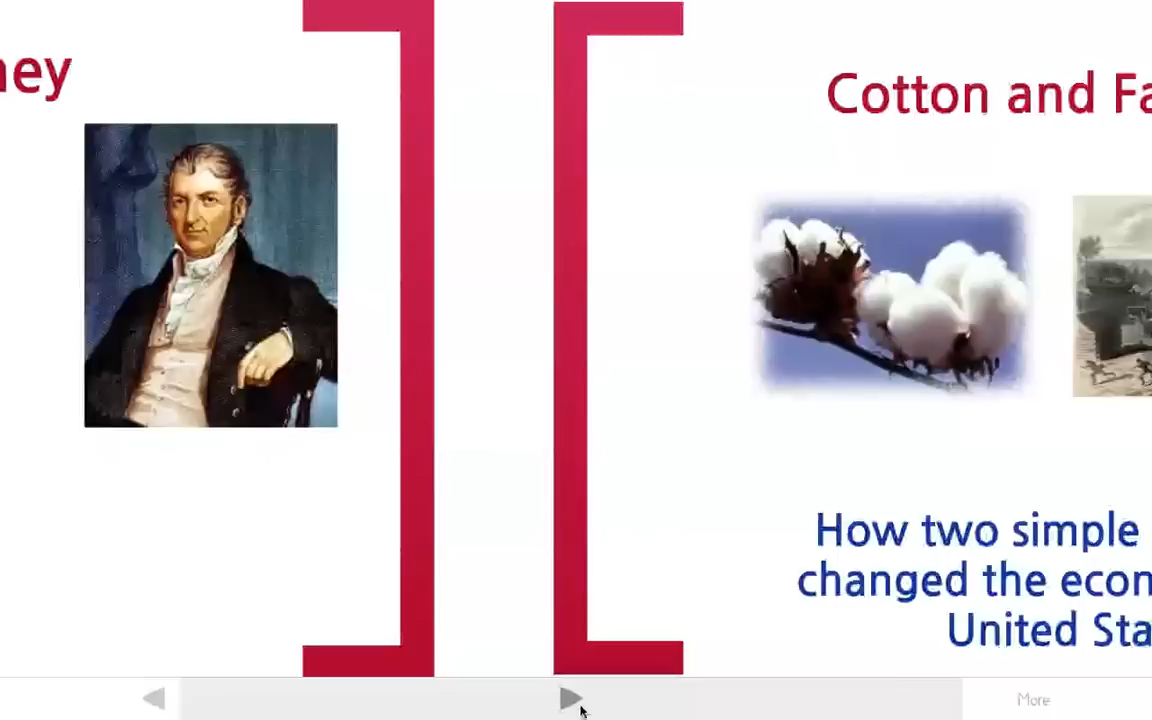 ney
Cotton and Fa
How two simple
changed the econ
United Sta
More